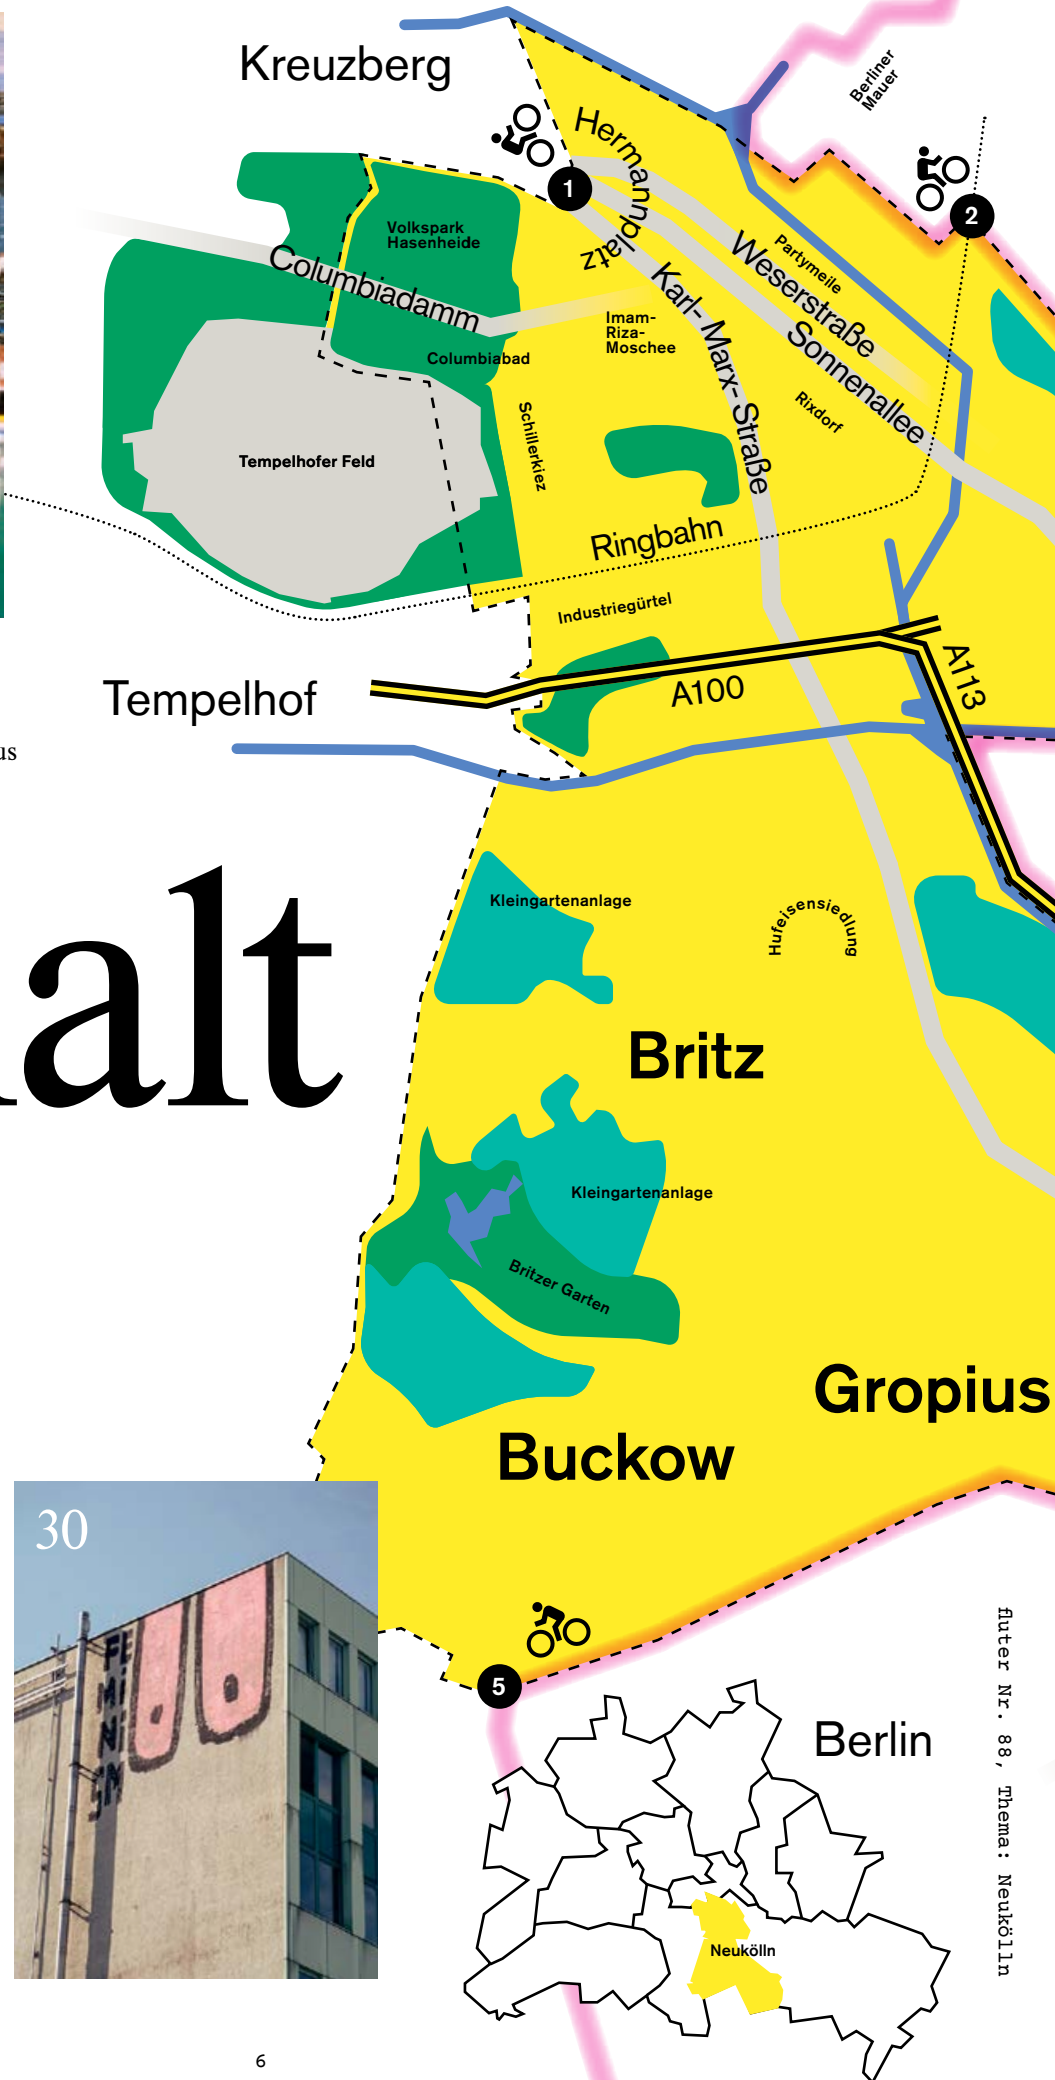 Kreuzberg
Berliner
Mauer
Hermannplatz
1
2
Volkspark
Hasenheide
Columbiadamm
Partymeile
Weserstraße
Karl-Marx-Straße
Sonnenallee
Imam-
Riza-
Moschee
Columbiabad
Rixdorf
Schillerkiez
Tempelhofer Feld
Ringbahn
Industriegürtel
Tempelhof
A100
A113
us
alt
Kleingartenanlage
Hufeisensiedlung
Britz
Kleingartenanlage
Britzer Garten
Gropius
Buckow
30
FEMINISM
5
Berlin
Neukölln
fluter Nr. 88, Thema: Neukölln
6